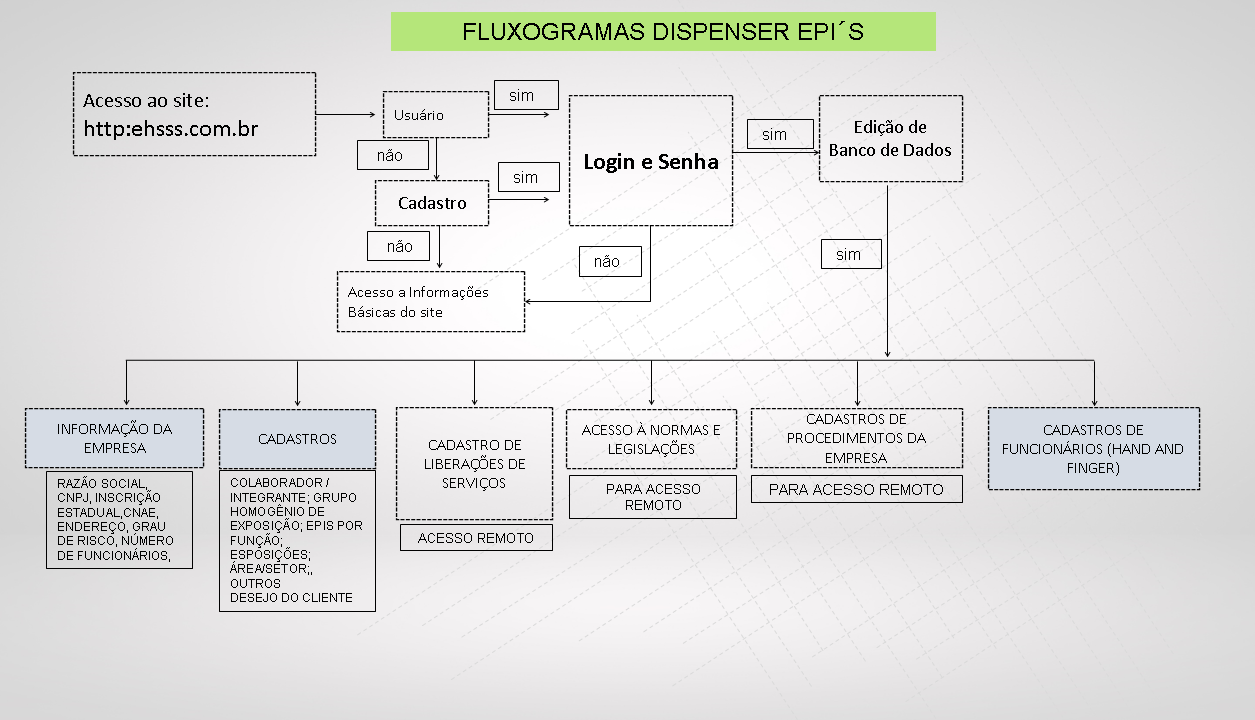 FLUXOGRAMAS DISPENSER EPI´S
Acesso ao site:
http:ehsss.com.br
Usuário
sim
não
Cadastro
sim
não
Acesso a Informações
Básicas do site
Login e Senha
não
sim
Edição de
Banco de Dados
sim
INFORMAÇÃO DA
EMPRESA
RAZÃO SOCIAL,
CNPJ, INSCRIÇÃO
ESTADUAL,CNAE,
ENDEREÇO, GRAU
DE RISCO, NÚMERO
DE FUNCIONÁRIOS,
CADASTROS
COLABORADOR /
INTEGRANTE; GRUPO
HOMOGÊNIO DE
EXPOSIÇÃO; EPIS POR
FUNÇÃO;
ESPOSIÇÕES;
ÁREA/SETOR;,
OUTROS
DESEJO DO CLIENTE
CADASTRO DE
LIBERAÇÕES DE
SERVIÇOS
ACESSO REMOTO
ACESSO À NORMAS E
LEGISLAÇÕES
PARA ACESSO
REMOTO
CADASTROS DE
PROCEDIMENTOS DA
EMPRESA
PARA ACESSO REMOTO
CADASTROS DE
FUNCIONÁRIOS (HAND AND
FINGER)